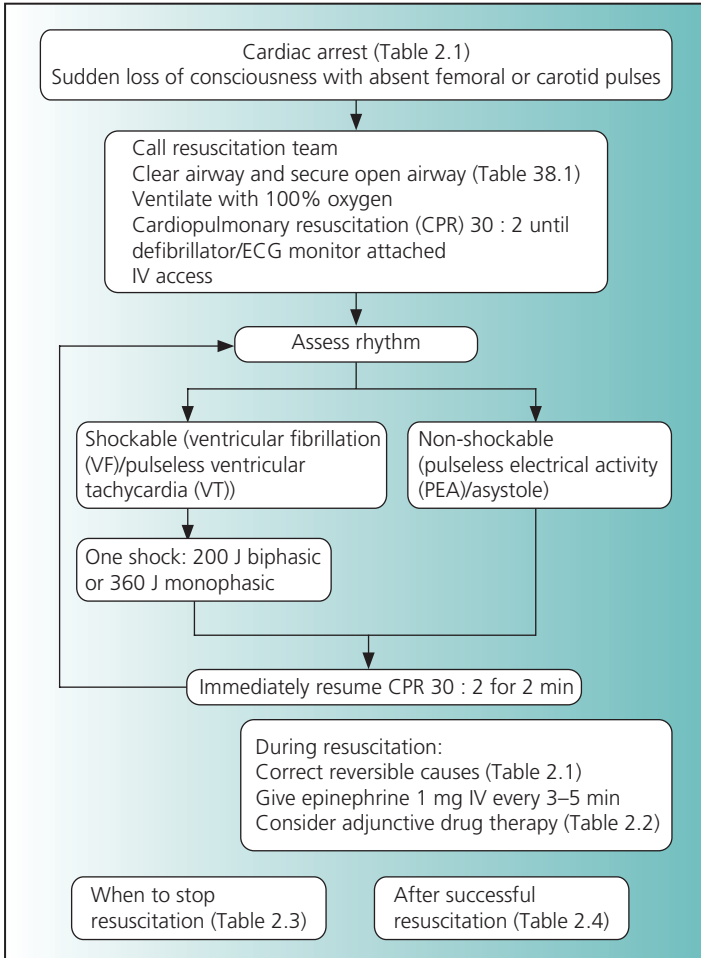 Cardiac arrest (Table 2.1)
Sudden loss of consciousness with absent femoral or carotid pulses
Call resuscitation team
Clear airway and secure open airway (Table 38.1)
Ventilate with 100% oxygen
Cardiopulmonary resuscitation (CPR) 30 : 2 until
defibrillator/ECG monitor attached
IV access
Assess rhythm
Shockable (ventricular fibrillation
(VF)/pulseless ventricular
tachycardia (VT))
Non-shockable
(pulseless electrical activity
(PEA)/asystole)
One shock: 200 J biphasic
or 360 J monophasic
Immediately resume CPR 30 : 2 for 2 min
During resuscitation:
Correct reversible causes (Table 2.1)
Give epinephrine 1 mg IV every 3–5 min
Consider adjunctive drug therapy (Table 2.2)
When to stop
resuscitation (Table 2.3)
After successful
resuscitation (Table 2.4)